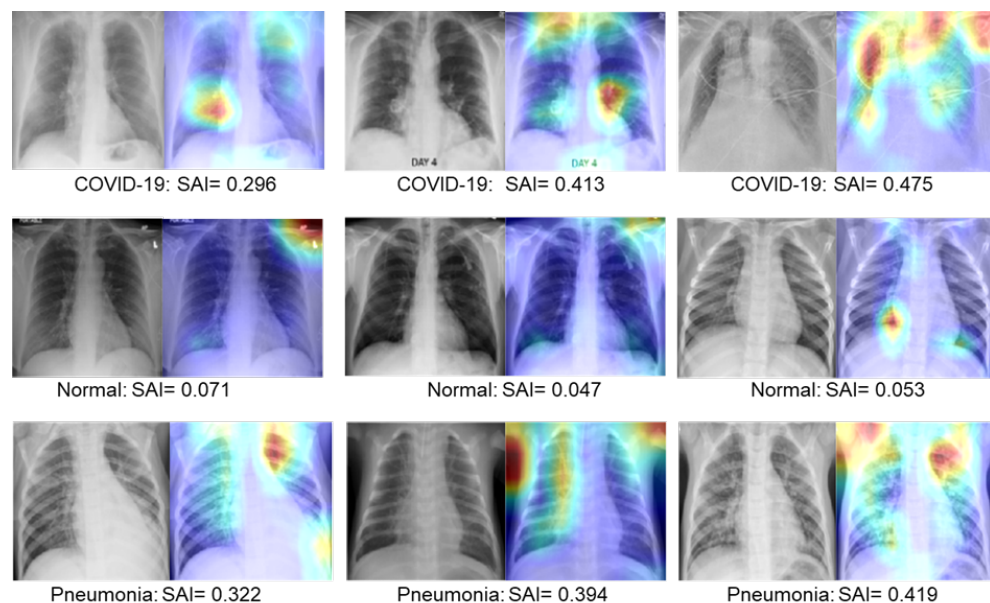 DAY 4
DAY 4
COVID-19: SAI= 0.296
COVID-19: SAI= 0.413
COVID-19: SAI= 0.475
PORTABLE
L
PORTABLE
L
Normal: SAI= 0.071
Normal: SAI= 0.047
Normal: SAI= 0.053
Pneumonia: SAI= 0.322
Pneumonia: SAI= 0.394
Pneumonia: SAI= 0.419